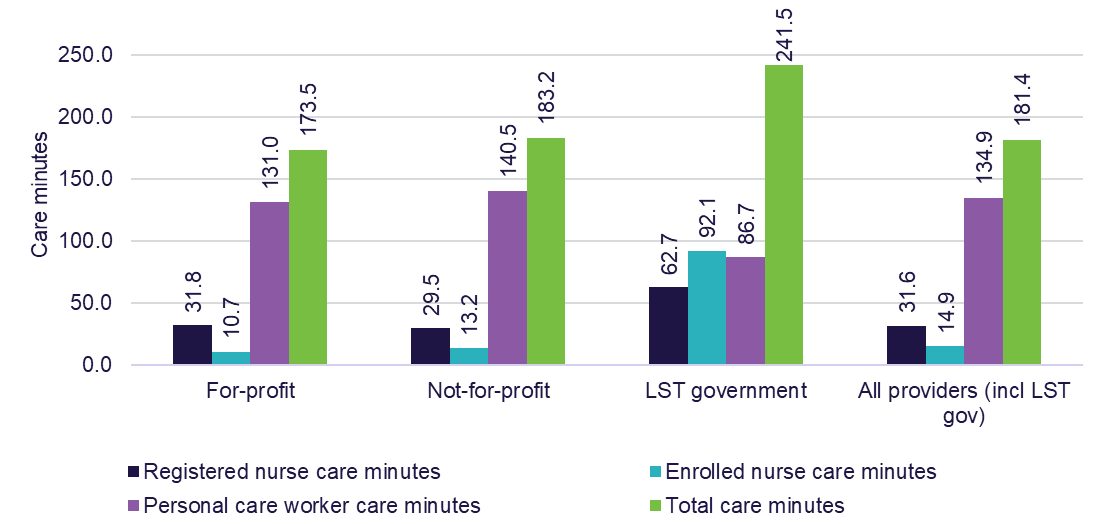 Care minutes
250.0
200.0
150.0
100.0
50.0
0.0
31.8
10.7
131.0
173.5
29.5
13.2
140.5
183.2
62.7
92.1
86.7
241.5
31.6
14.9
134.9
181.4
For-profit
Not-for-profit
LST government
All providers (incl LST
gov)
Registered nurse care minutes
Enrolled nurse care minutes
Personal care worker care minutes
Total care minutes